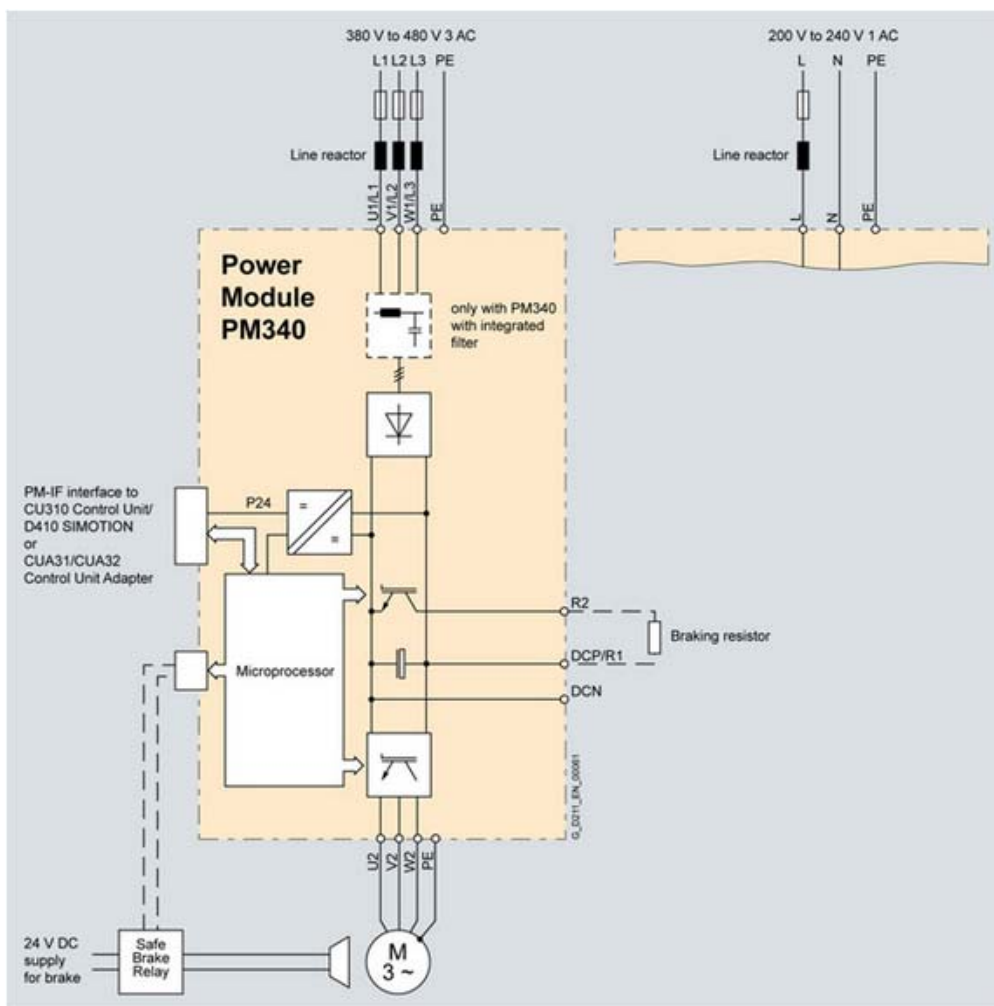 380 V to 480 V 3 AC
L1 L2 L3 PE
200 V to 240 V 1 AC
L N PE
Line reactor
Line reactor
U1/L1
V1/L2
W1/L3
PE
L
N
PE
Power
Module
PM340
only with PM340
with integrated
filter
PM-IF interface to
CU310 Control Unit/
D410 SIMOTION
or
CUA31/CUA32
Control Unit Adapter
P24
=
=
R2
Braking resistor
DCP/R1
Microprocessor
DCN
G_D211_EN_00081
U2
V2
W2
PE
24 V DC
supply
for brake
Safe
Brake
Relay
M
3 ~